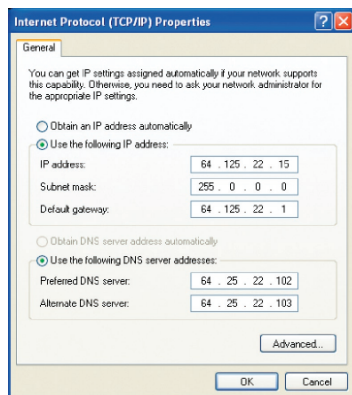 Internet Protocol (TCP/IP) Properties
General
You can get IP settings assigned automatically if your network supports
this capability. Otherwise, you need to ask your network administrator for
the appropriate IP settings.
Obtain an IP address automatically
Use the following IP address:
IP address: 64 . 125 . 22 . 15
Subnet mask: 255 . 0 . 0 . 0
Default gateway: 64 . 125 . 22 . 1
Obtain DNS server address automatically
Use the following DNS server addresses:
Preferred DNS server: 64 . 25 . 22 . 102
Alternate DNS server: 64 . 25 . 22 . 103
Advanced...
OK Cancel